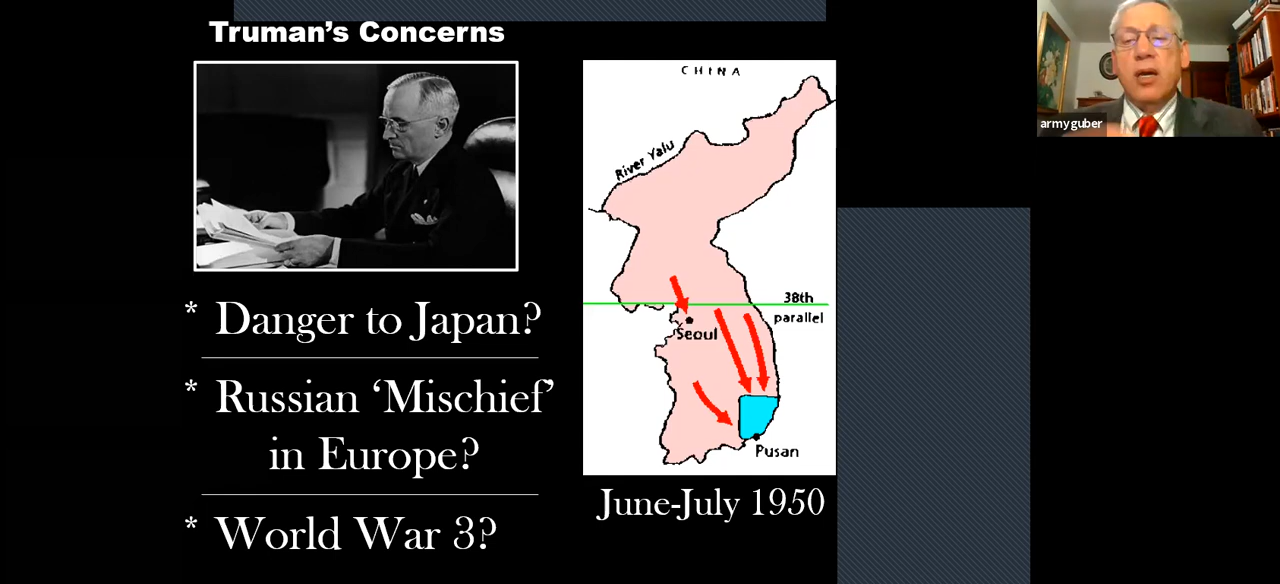 Truman's Concerns
* Danger to Japan?
* Russian ‘Mischief’
in Europe?
* World War 3?
CHINA
River Yalu
38th
parallel
Seoul
Pusan
June-July 1950
armyguber